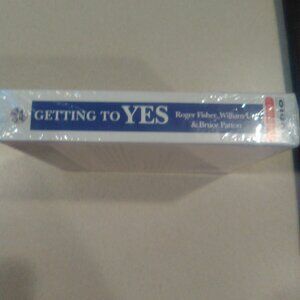 GETTING TO YES
Roger Fisher, William
& Bruce Patton